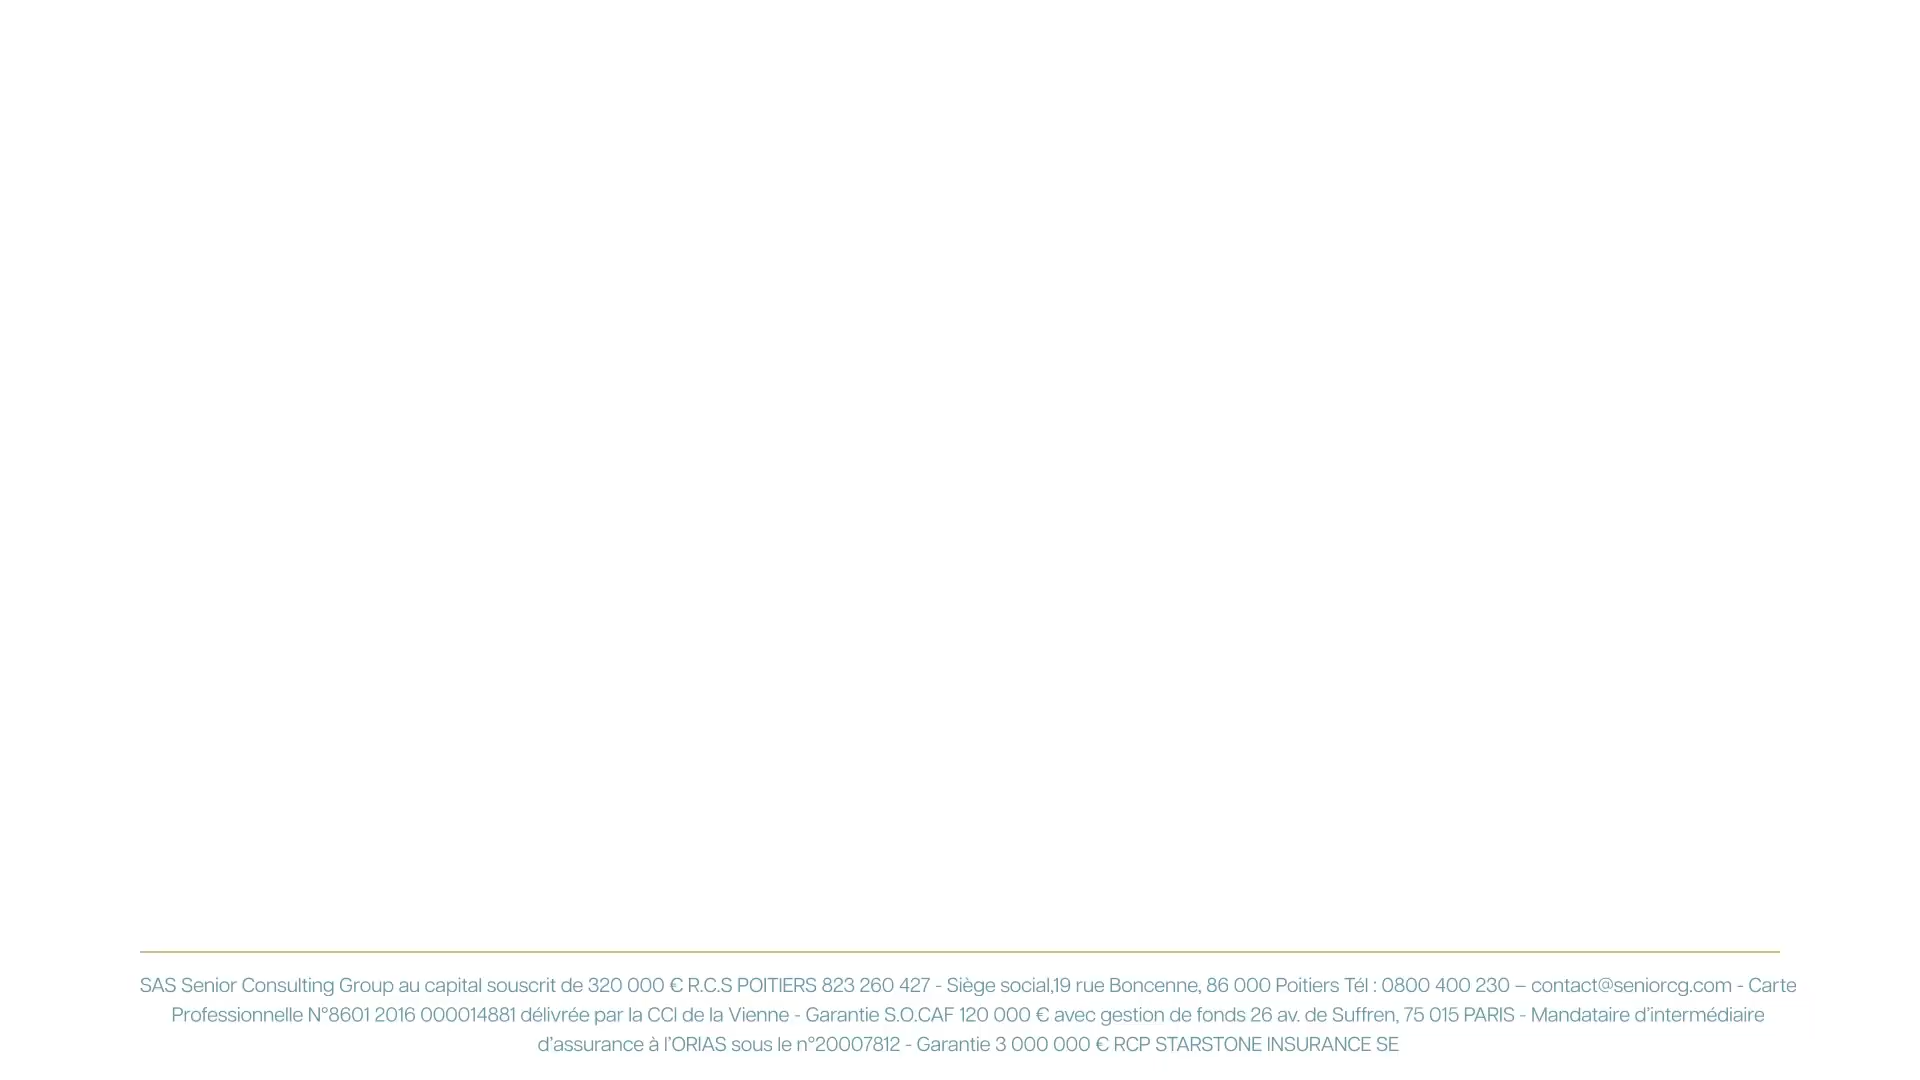 SAS Senior Consulting Group au capital souscrit de 320 000 € R.C.S POITIERS 823 260 427 - Siège social,19 rue Boncenne, 86 000 Poitiers Tél : 0800 400 230 – contact@seniorcg.com - Carte
Professionnelle N°8601 2016 000014881 délivrée par la CCI de la Vienne - Garantie S.O.CAF 120 000 € avec gestion de fonds 26 av. de Suffren, 75 015 PARIS - Mandataire d’intermédiaire
d’assurance à l’ORIAS sous le n°20007812 - Garantie 3 000 000 € RCP STARSTONE INSURANCE SE